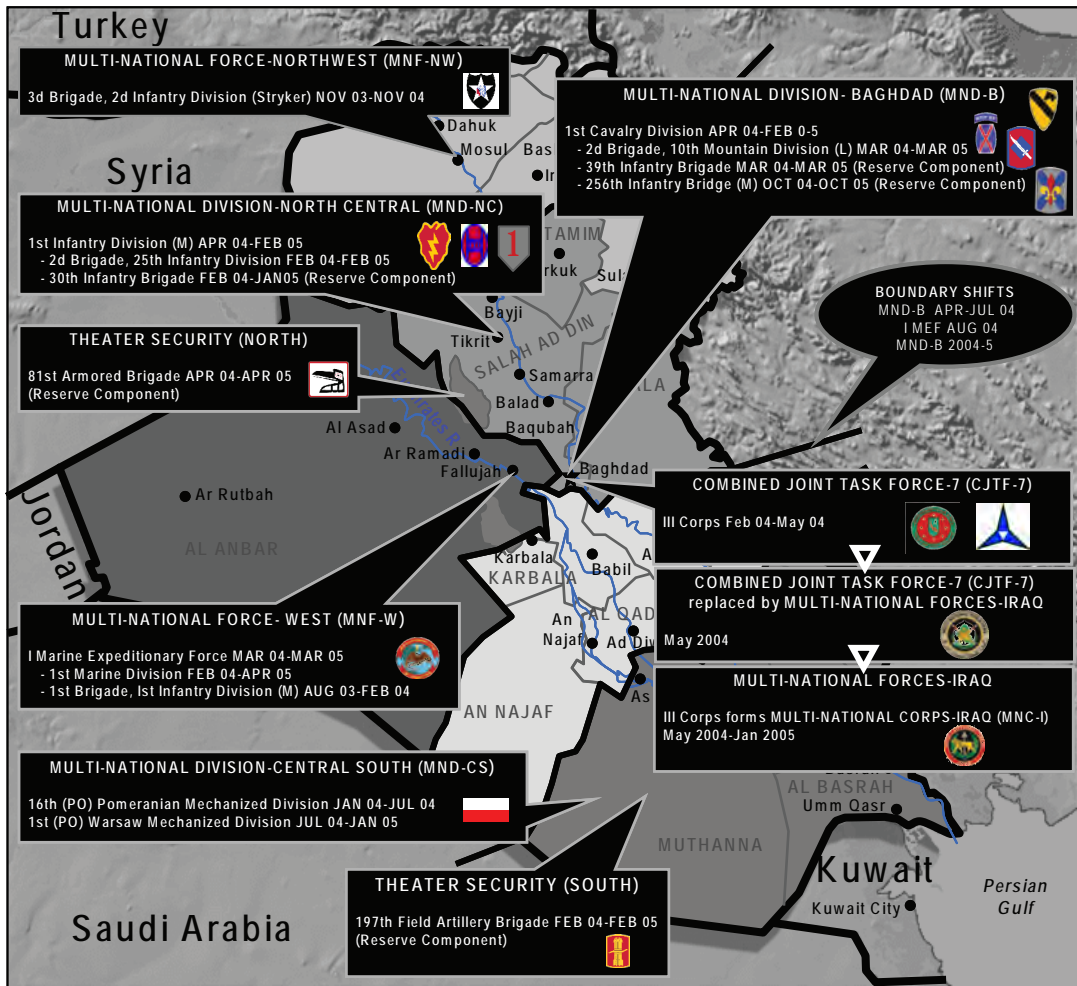 Turkey
MULTI-NATIONAL FORCE-NORTHWEST (MNF-NW)
3d Brigade, 2d Infantry Division (Stryker) NOV 03-NOV 04
MULTI-NATIONAL DIVISION- BAGHDAD (MND-B)
1st Cavalry Division APR 04-FEB 0-5
- 2d Brigade, 10th Mountain Division (L) MAR 04-MAR 05
- 39th Infantry Brigade MAR 04-MAR 05 (Reserve Component)
- 256th Infantry Bridge (M) OCT 04-OCT 05 (Reserve Component)
Dahuk
Mosul
Syria
MULTI-NATIONAL DIVISION-NORTH CENTRAL (MND-NC)
1st Infantry Division (M) APR 04-FEB 05
- 2d Brigade, 25th Infantry Division FEB 04-FEB 05
- 30th Infantry Brigade FEB 04-JAN05 (Reserve Component)
1
TAMIM
rkuk
Sula
BOUNDARY SHIFTS
MND-B APR-JUL 04
I MEF AUG 04
MND-B 2004-5
Bayji
Tikrit
SALAH AD DIN
Samarra
Balad
Baqubah
ALA
THEATER SECURITY (NORTH)
81st Armored Brigade APR 04-APR 05
(Reserve Component)
Al Asad
Ar Ramadi
Fallujah
Baghdad
Ar Rutbah
Jordan
AL ANBAR
COMBINED JOINT TASK FORCE-7 (CJTF-7)
III Corps Feb 04-May 04
Karbala
KARBALA
Babil
COMBINED JOINT TASK FORCE-7 (CJTF-7)
replaced by MULTI-NATIONAL FORCES-IRAQ
May 2004
AL QAD
An
Najaf
Ad Diw
As
MULTI-NATIONAL FORCE- WEST (MNF-W)
I Marine Expeditionary Force MAR 04-MAR 05
- 1st Marine Division FEB 04-APR 05
- 1st Brigade, Ist Infantry Division (M) AUG 03-FEB 04
AN NAJAF
MULTI-NATIONAL FORCES-IRAQ
III Corps forms MULTI-NATIONAL CORPS-IRAQ (MNC-I)
May 2004-Jan 2005
MULTI-NATIONAL DIVISION-CENTRAL SOUTH (MND-CS)
16th (PO) Pomeranian Mechanized Division JAN 04-JUL 04
1st (PO) Warsaw Mechanized Division JUL 04-JAN 05
AL BASRAH
Umm Qasr
MUTHANNA
Kuwait
Kuwait City
Persian
Gulf
THEATER SECURITY (SOUTH)
197th Field Artillery Brigade FEB 04-FEB 05
(Reserve Component)
Saudi Arabia